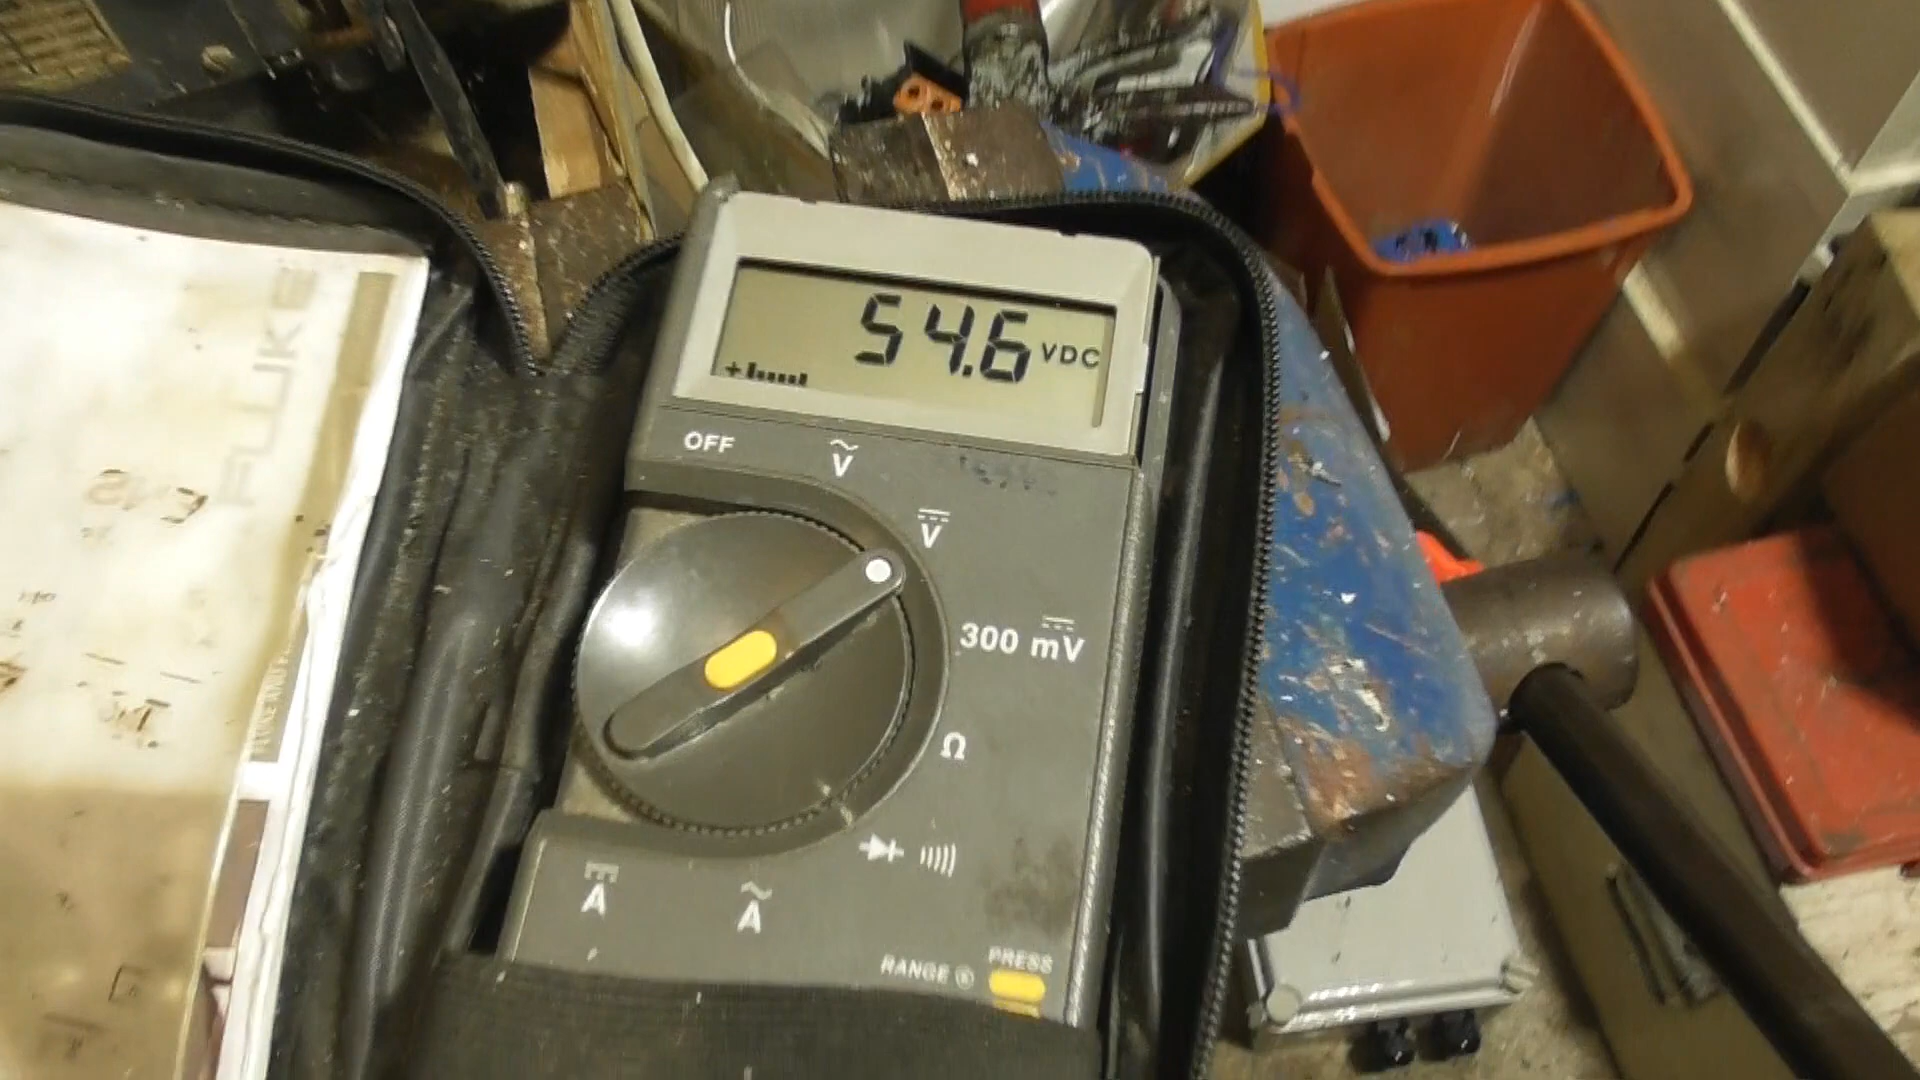 54.6 VDC
OFF
V
V
300 mV
Ω
A
A
RANGE
PRESS
FLUKE